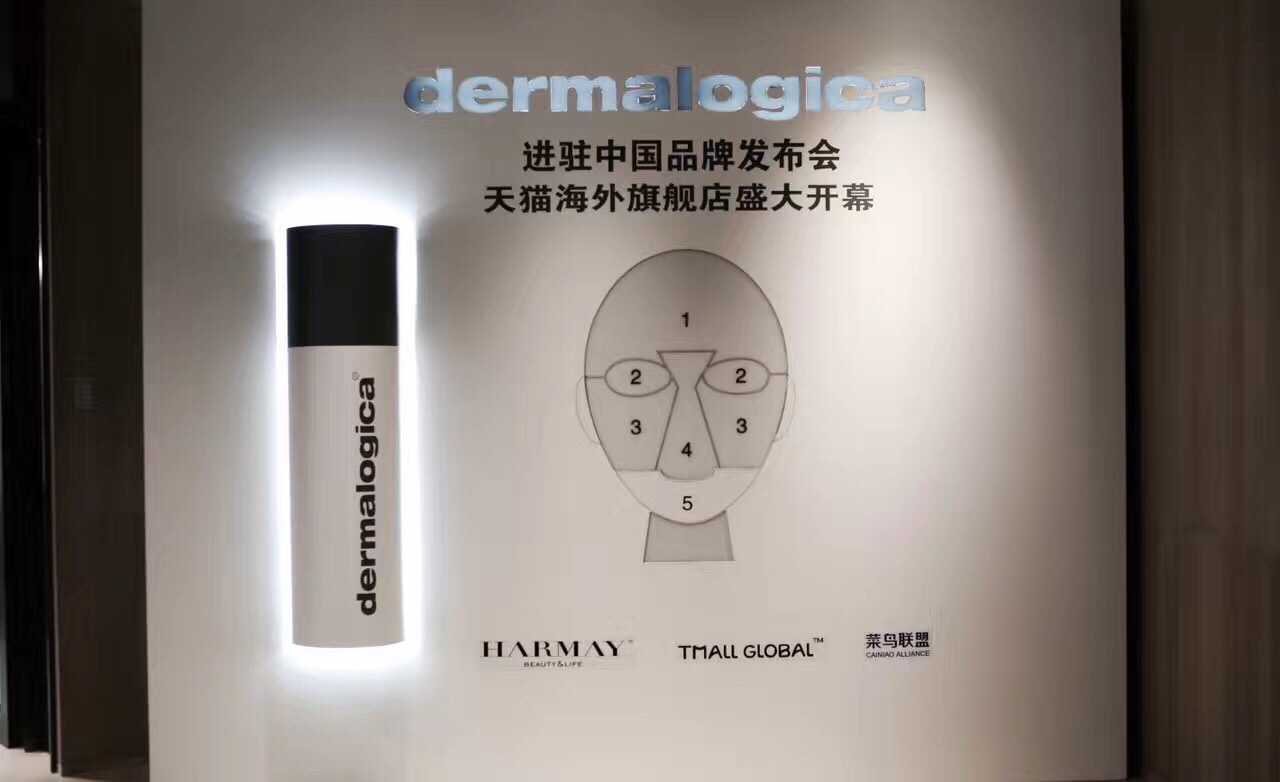 dermalogica
进驻中国品牌发布会
天猫海外旗舰店盛大开幕
dermalogica®
1
2 2
3 3
4
5
HARMAY™
BEAUTY&LIFE
TMALL GLOBAL™
菜鸟联盟
CAINIAO ALLIANCE